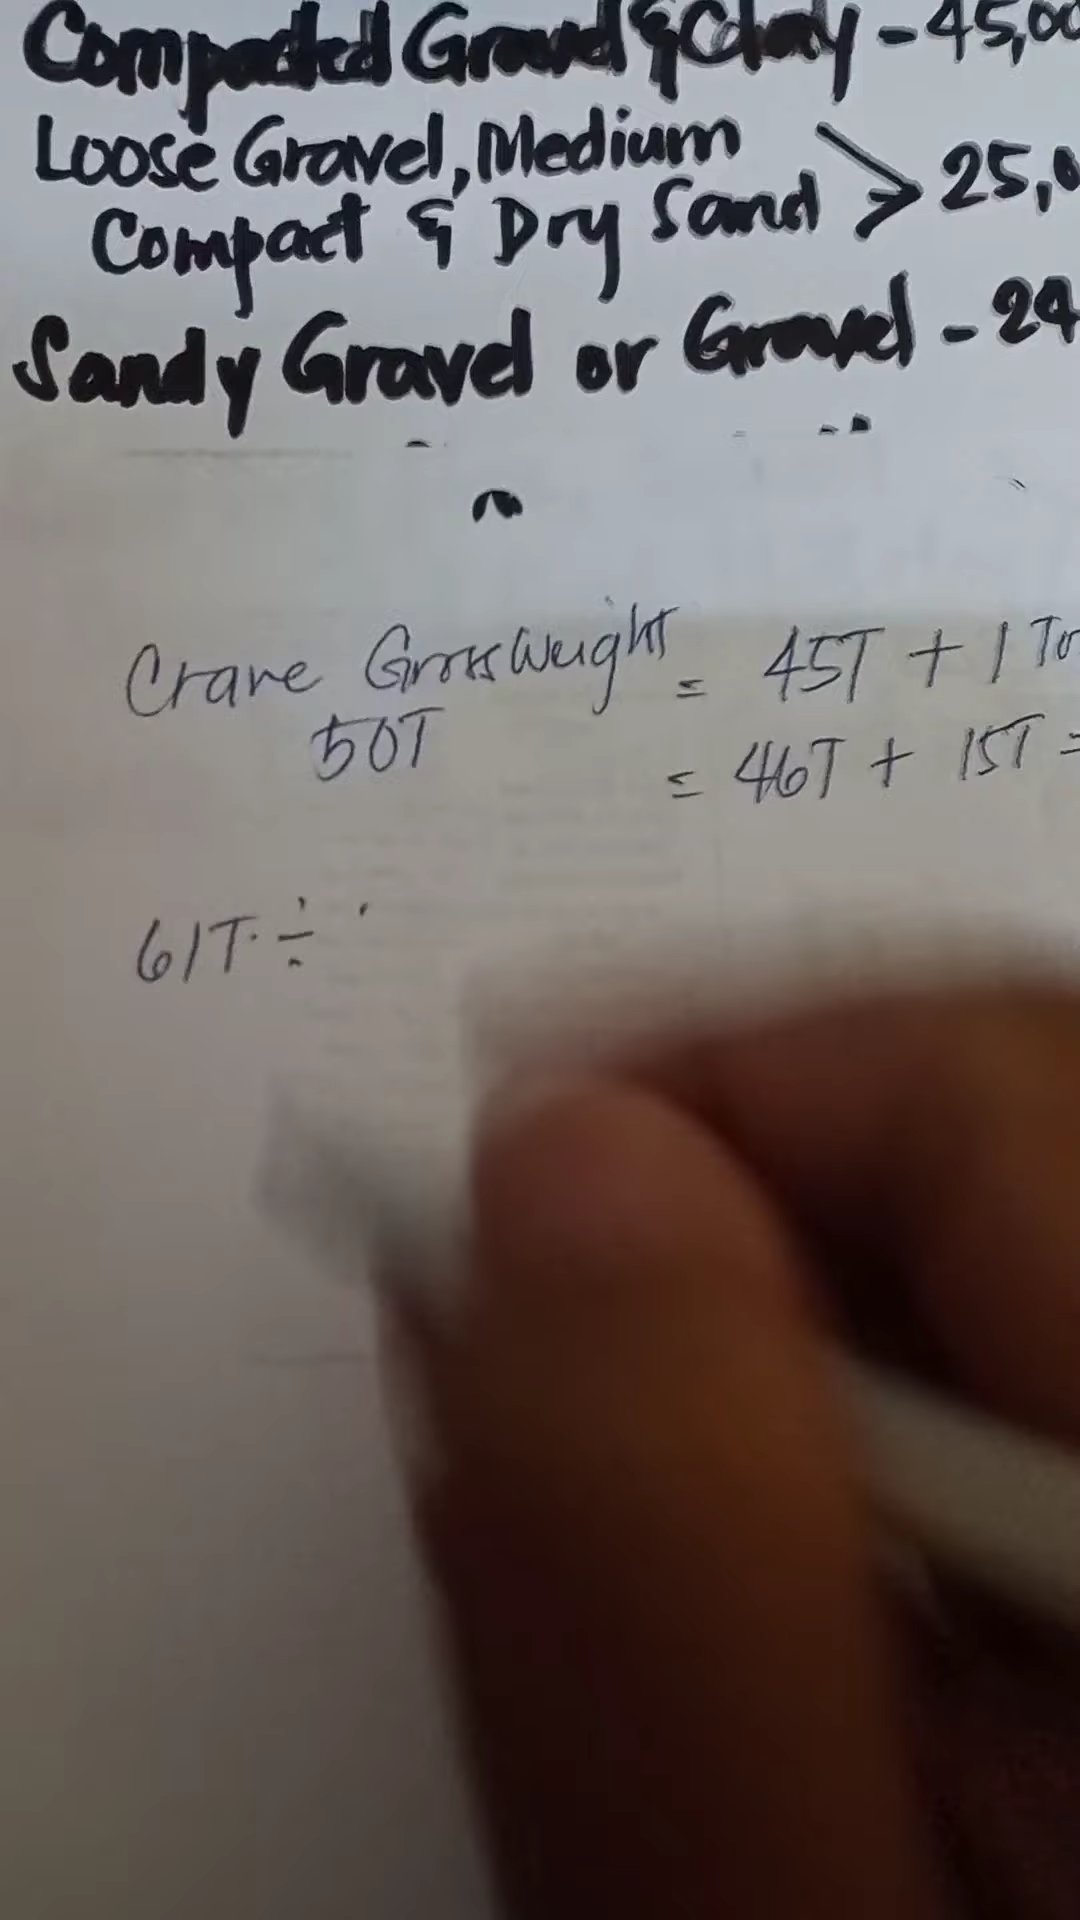 Compacted Gravel & Clay - 45,00
Loose Gravel, Medium
Compact & Dry Sand > 25,0
Sandy Gravel or Gravel - 24
Crane Gross Weight = 45T + 1 To
50T
= 46T + 15T =
61T. ÷